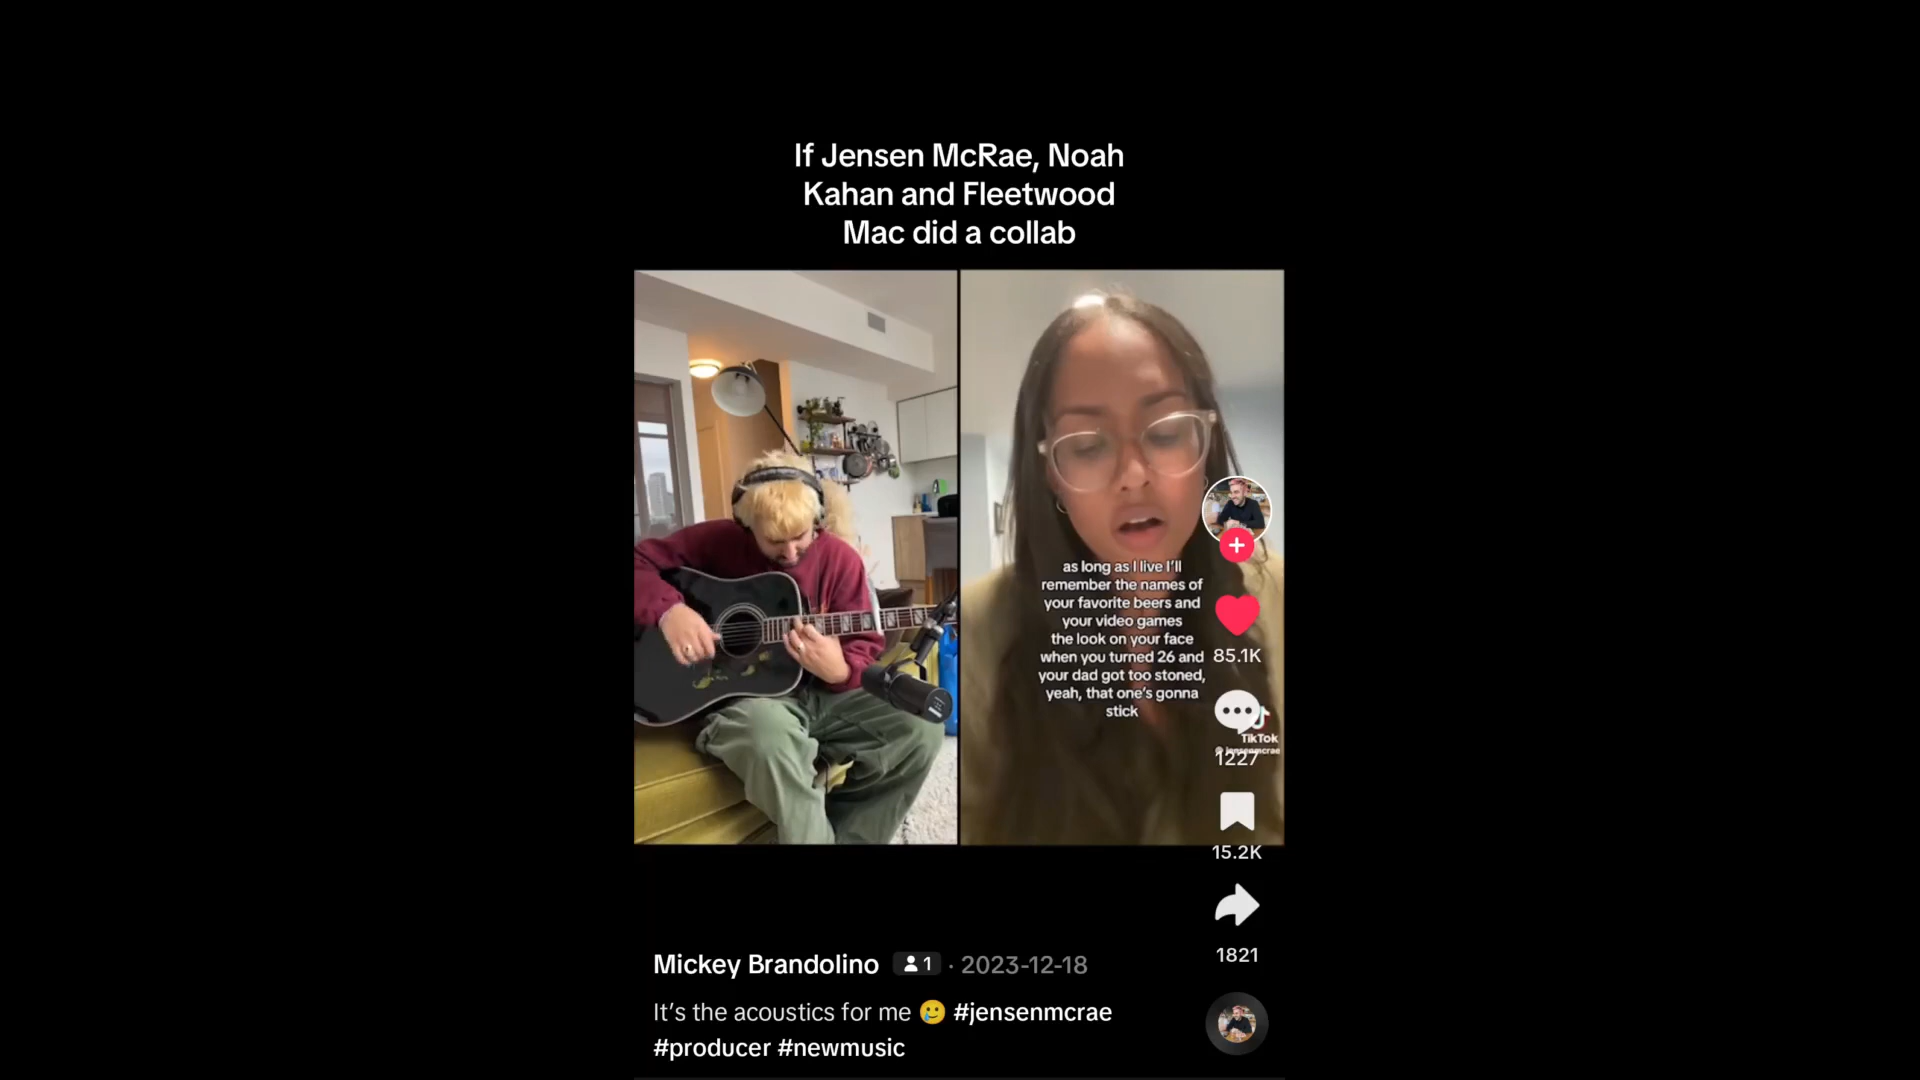 If Jensen McRae, Noah
Kahan and Fleetwood
Mac did a collab
as long as I live I'll
remember the names of
your favorite beers and
your video games
the look on your face
when you turned 26 and
your dad got too stoned,
yeah, that one's gonna
stick
85.1K
TikTok
@jensenmcrae
1227
15.2K
1821
Mickey Brandolino 1 · 2023-12-18
It's the acoustics for me 🥲 #jensenmcrae
#producer #newmusic